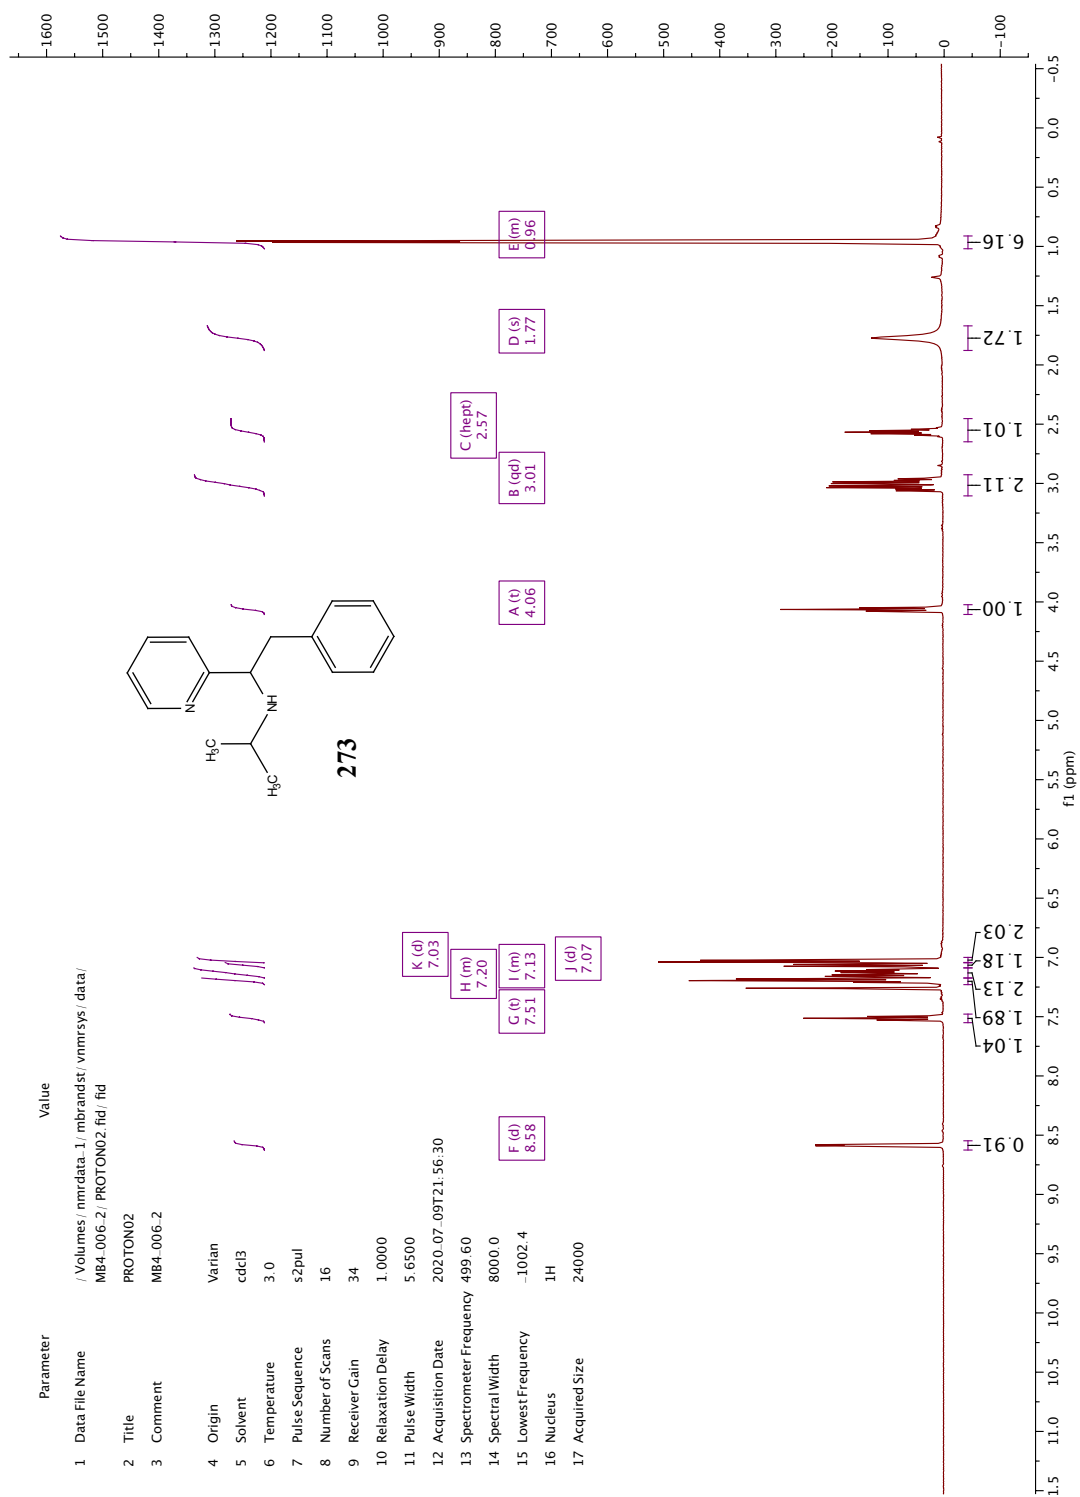 Parameter Value
1 Data File Name / Volumes/ nmrdata-1/ mbrandst/ vnmrsys/ data/
MB4-006-2/ PROTON02.fid/ fid
2 Title PROTON02
3 Comment MB4-006-2
4 Origin Varian
5 Solvent cdcl3
6 Temperature 3.0
7 Pulse Sequence s2pul
8 Number of Scans 16
9 Receiver Gain 34
10 Relaxation Delay 1.0000
11 Pulse Width 5.6500
12 Acquisition Date 2020-07-09T21:56:30
13 Spectrometer Frequency 499.60
14 Spectral Width 8000.0
15 Lowest Frequency -1002.4
16 Nucleus 1H
17 Acquired Size 24000
N
NH
H3C
H3C
273
K (d)
7.03
C (hept)
2.57
H (m)
7.20
F (d)
8.58
G (t)
7.51
I (m)
7.13
A (t)
4.06
B (qd)
3.01
D (s)
1.77
E (m)
0.96
J (d)
7.07
0.91
1.04
1.89
2.13
1.18
2.03
1.00
2.11
1.01
1.72
6.16
1.5 11.0 10.5 10.0 9.5 9.0 8.5 8.0 7.5 7.0 6.5 6.0 5.5 5.0 4.5 4.0 3.5 3.0 2.5 2.0 1.5 1.0 0.5 0.0 -0.5
f1 (ppm)
1600
1500
1400
1300
1200
1100
1000
900
800
700
600
500
400
300
200
100
0
-100